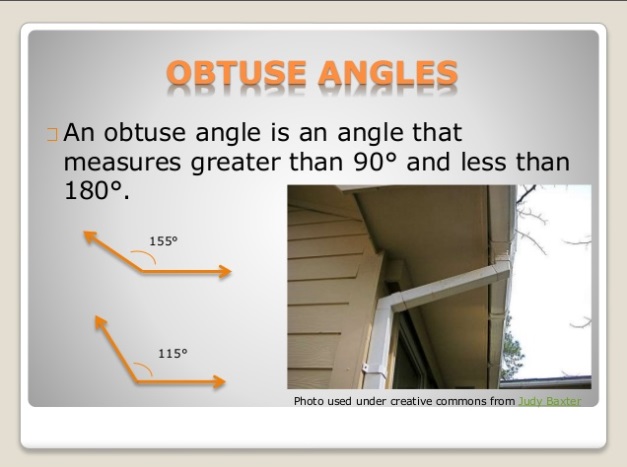 OBTUSE ANGLES
An obtuse angle is an angle that
measures greater than 90° and less than
180°.
155°
115°
Photo used under creative commons from Judy Baxter